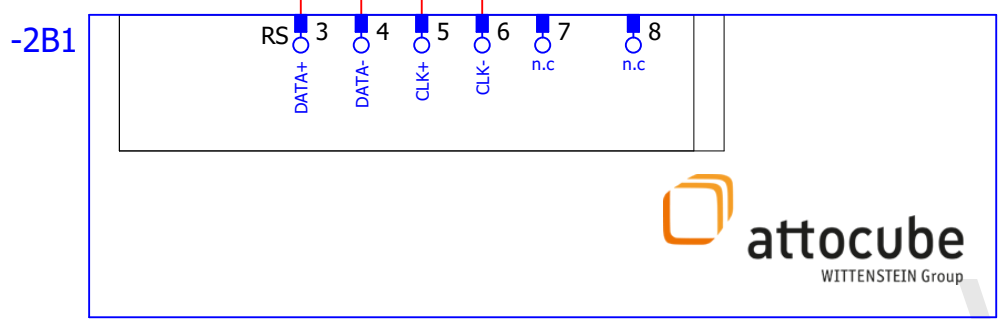 -2B1
RS 3 4 5 6 7 8
DATA+ DATA- CLK+ CLK- n.c n.c
attocube
WITTENSTEIN Group